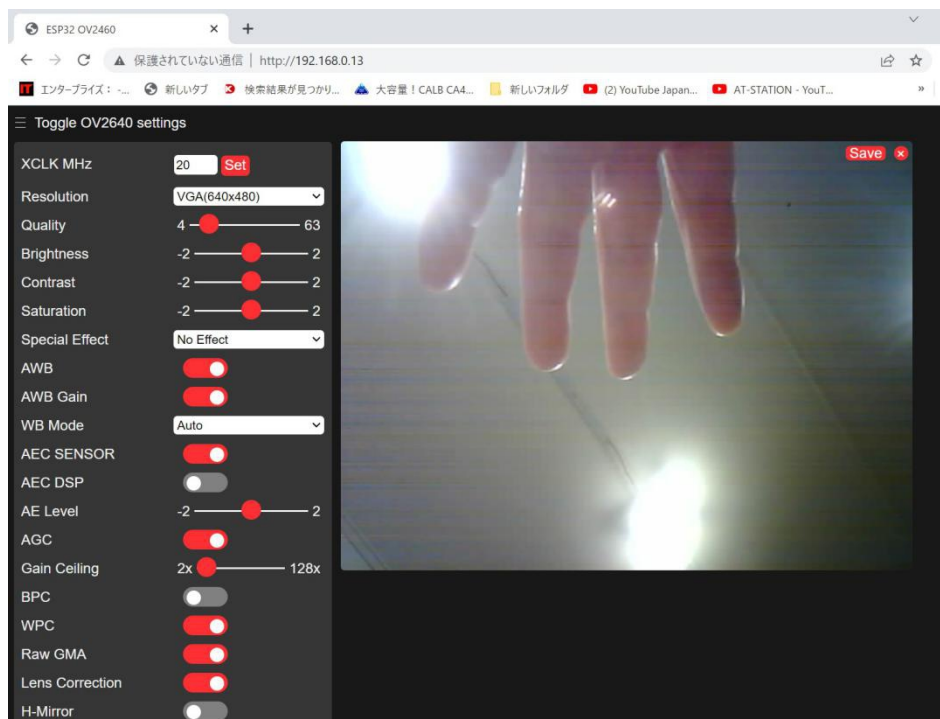 ESP32 OV2460
保護されていない通信 | http://192.168.0.13
エンタープライズ： -... 新しいタブ 検索結果が見つかり... 大容量！CALB CA4... 新しいフォルダ (2) YouTube Japan... AT-STATION - YouT... »
Toggle OV2640 settings
XCLK MHz 20 Set
Resolution VGA(640x480)
Quality 4 63
Brightness -2 2
Contrast -2 2
Saturation -2 2
Special Effect No Effect
AWB
AWB Gain
WB Mode Auto
AEC SENSOR
AEC DSP
AE Level -2 2
AGC
Gain Ceiling 2x 128x
BPC
WPC
Raw GMA
Lens Correction
H-Mirror
Save ×